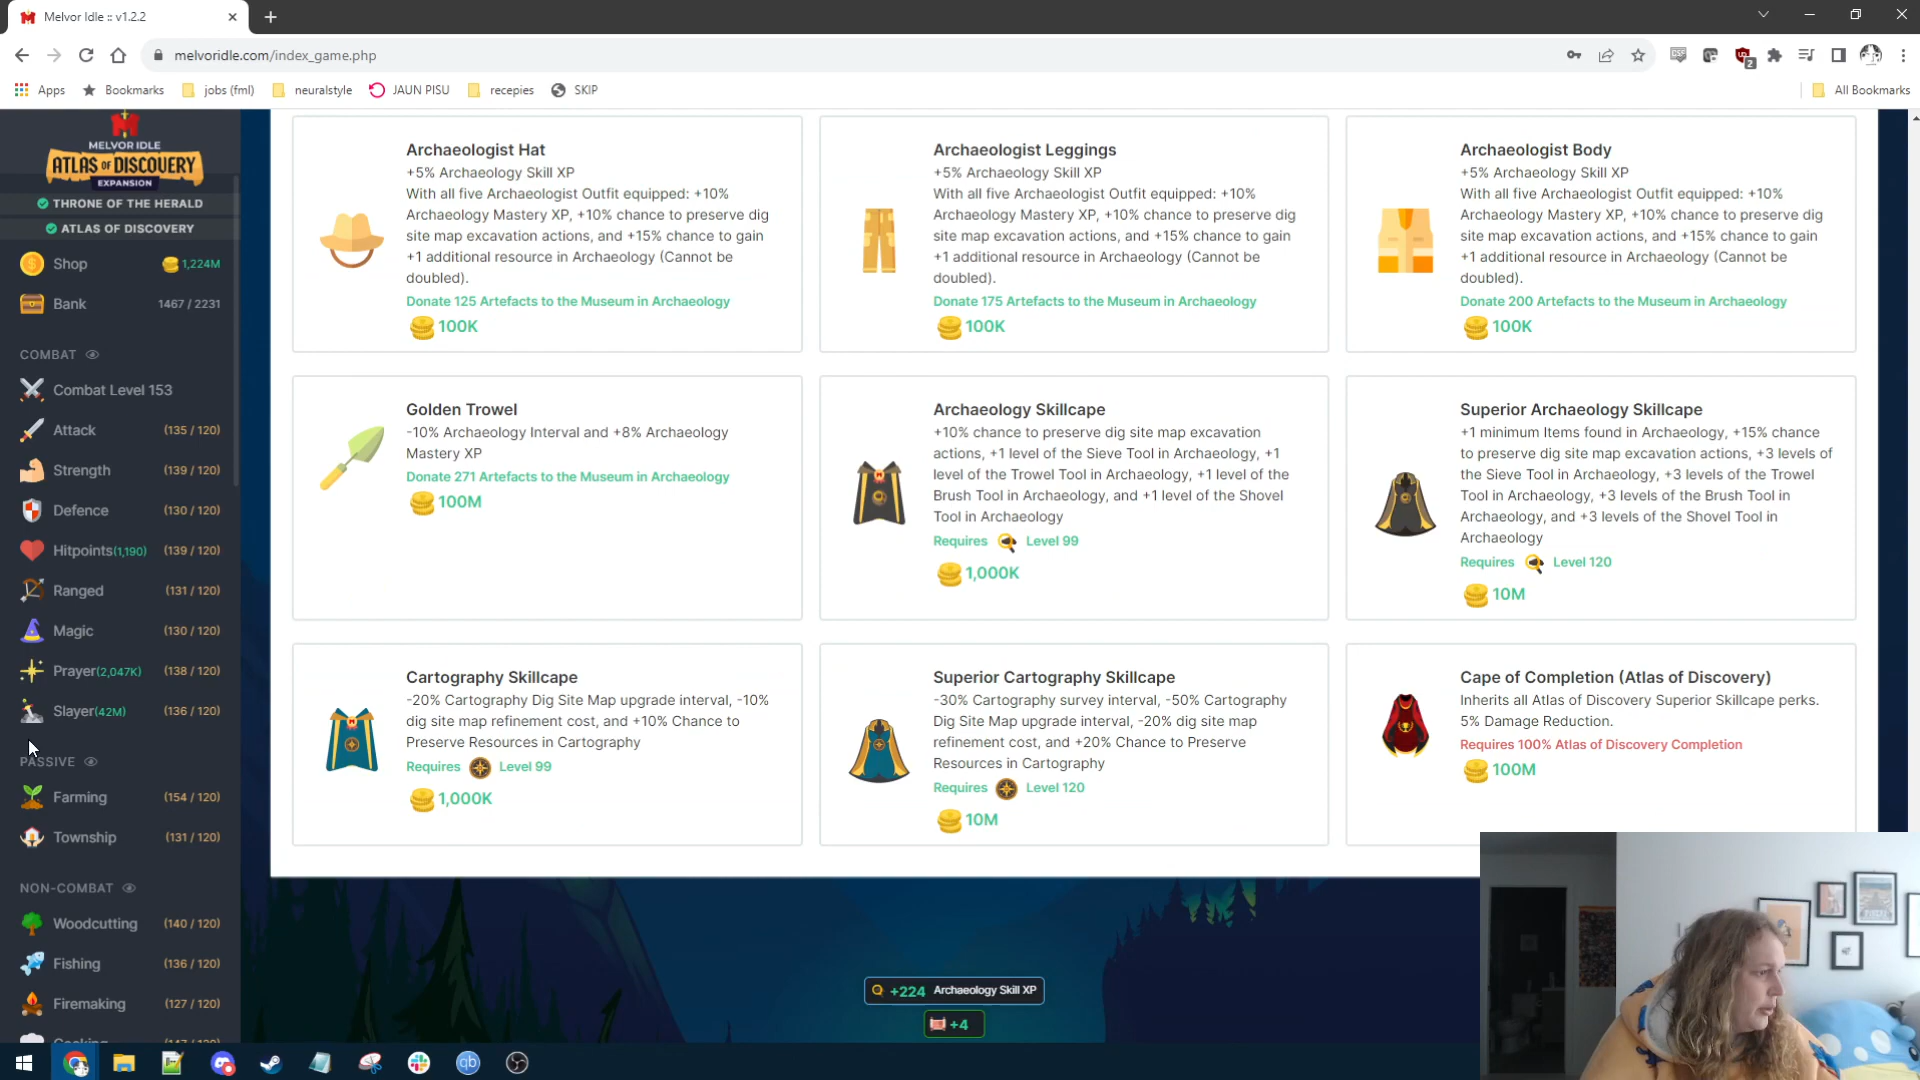 Melvor Idle :: v1.2.2
melvoridle.com/index_game.php
2
Apps
Bookmarks
jobs (fml)
neuralstyle
JAUN PISU
recepies
SKIP
All Bookmarks
MELVOR IDLE
ATLAS OF DISCOVERY
EXPANSION
THRONE OF THE HERALD
ATLAS OF DISCOVERY
Shop 1,224M
Bank 1467 / 2231
COMBAT
Combat Level 153
Attack (135 / 120)
Strength (139 / 120)
Defence (130 / 120)
Hitpoints(1,190) (139 / 120)
Ranged (131 / 120)
Magic (130 / 120)
Prayer(2,047K) (138 / 120)
Slayer(42M) (136 / 120)
PASSIVE
Farming (154 / 120)
Township (131 / 120)
NON-COMBAT
Woodcutting (140 / 120)
Fishing (136 / 120)
Firemaking (127 / 120)
Archaeologist Hat
+5% Archaeology Skill XP
With all five Archaeologist Outfit equipped: +10%
Archaeology Mastery XP, +10% chance to preserve dig
site map excavation actions, and +15% chance to gain
+1 additional resource in Archaeology (Cannot be
doubled).
Donate 125 Artefacts to the Museum in Archaeology
100K
Archaeologist Leggings
+5% Archaeology Skill XP
With all five Archaeologist Outfit equipped: +10%
Archaeology Mastery XP, +10% chance to preserve dig
site map excavation actions, and +15% chance to gain
+1 additional resource in Archaeology (Cannot be
doubled).
Donate 175 Artefacts to the Museum in Archaeology
100K
Archaeologist Body
+5% Archaeology Skill XP
With all five Archaeologist Outfit equipped: +10%
Archaeology Mastery XP, +10% chance to preserve dig
site map excavation actions, and +15% chance to gain
+1 additional resource in Archaeology (Cannot be
doubled).
Donate 200 Artefacts to the Museum in Archaeology
100K
Golden Trowel
-10% Archaeology Interval and +8% Archaeology
Mastery XP
Donate 271 Artefacts to the Museum in Archaeology
100M
Archaeology Skillcape
+10% chance to preserve dig site map excavation
actions, +1 level of the Sieve Tool in Archaeology, +1
level of the Trowel Tool in Archaeology, +1 level of the
Brush Tool in Archaeology, and +1 level of the Shovel
Tool in Archaeology
Requires Level 99
1,000K
Superior Archaeology Skillcape
+1 minimum Items found in Archaeology, +15% chance
to preserve dig site map excavation actions, +3 levels of
the Sieve Tool in Archaeology, +3 levels of the Trowel
Tool in Archaeology, +3 levels of the Brush Tool in
Archaeology, and +3 levels of the Shovel Tool in
Archaeology
Requires Level 120
10M
Cartography Skillcape
-20% Cartography Dig Site Map upgrade interval, -10%
dig site map refinement cost, and +10% Chance to
Preserve Resources in Cartography
Requires Level 99
1,000K
Superior Cartography Skillcape
-30% Cartography survey interval, -50% Cartography
Dig Site Map upgrade interval, -20% dig site map
refinement cost, and +20% Chance to Preserve
Resources in Cartography
Requires Level 120
10M
Cape of Completion (Atlas of Discovery)
Inherits all Atlas of Discovery Superior Skillcape perks.
5% Damage Reduction.
Requires 100% Atlas of Discovery Completion
100M
+224 Archaeology Skill XP
+4